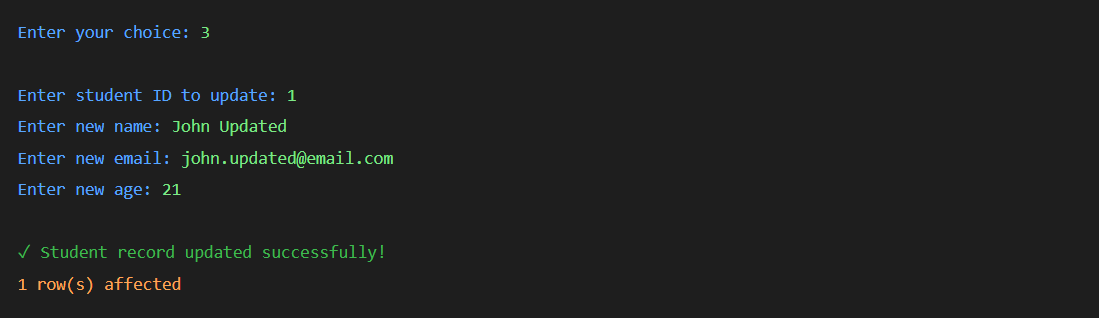 Enter your choice: 3
Enter student ID to update: 1
Enter new name: John Updated
Enter new email: john.updated@email.com
Enter new age: 21
✓ Student record updated successfully!
1 row(s) affected